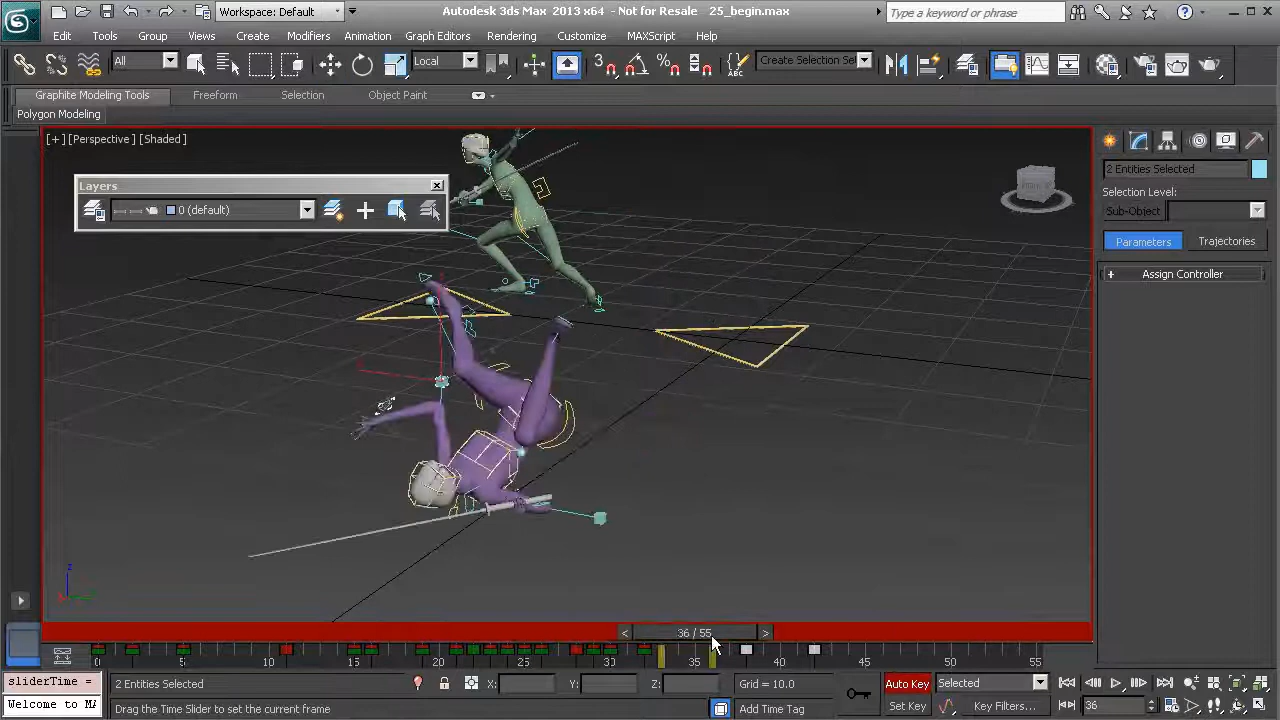 Autodesk 3ds Max 2013 x64 - Not for Resale 25_begin.max
Workspace: Default
Type a keyword or phrase
Edit Tools Group Views Create Modifiers Animation Graph Editors Rendering Customize MAXScript Help
All Local 3 Create Selection Se
Graphite Modeling Tools Freeform Selection Object Paint
Polygon Modeling
[+] [Perspective] [Shaded]
Layers
0 (default)
2 Entities Selected
Selection Level:
Sub-Object
Parameters Trajectories
+ Assign Controller
z
< 36 / 55 >
0 5 10 15 20 25 30 35 40 45 50 55
sliderTime =
2 Entities Selected X: Y: Z: Grid = 10.0 Auto Key Selected
Welcome to MA
Drag the Time Slider to set the current frame Add Time Tag Set Key Key Filters... 36